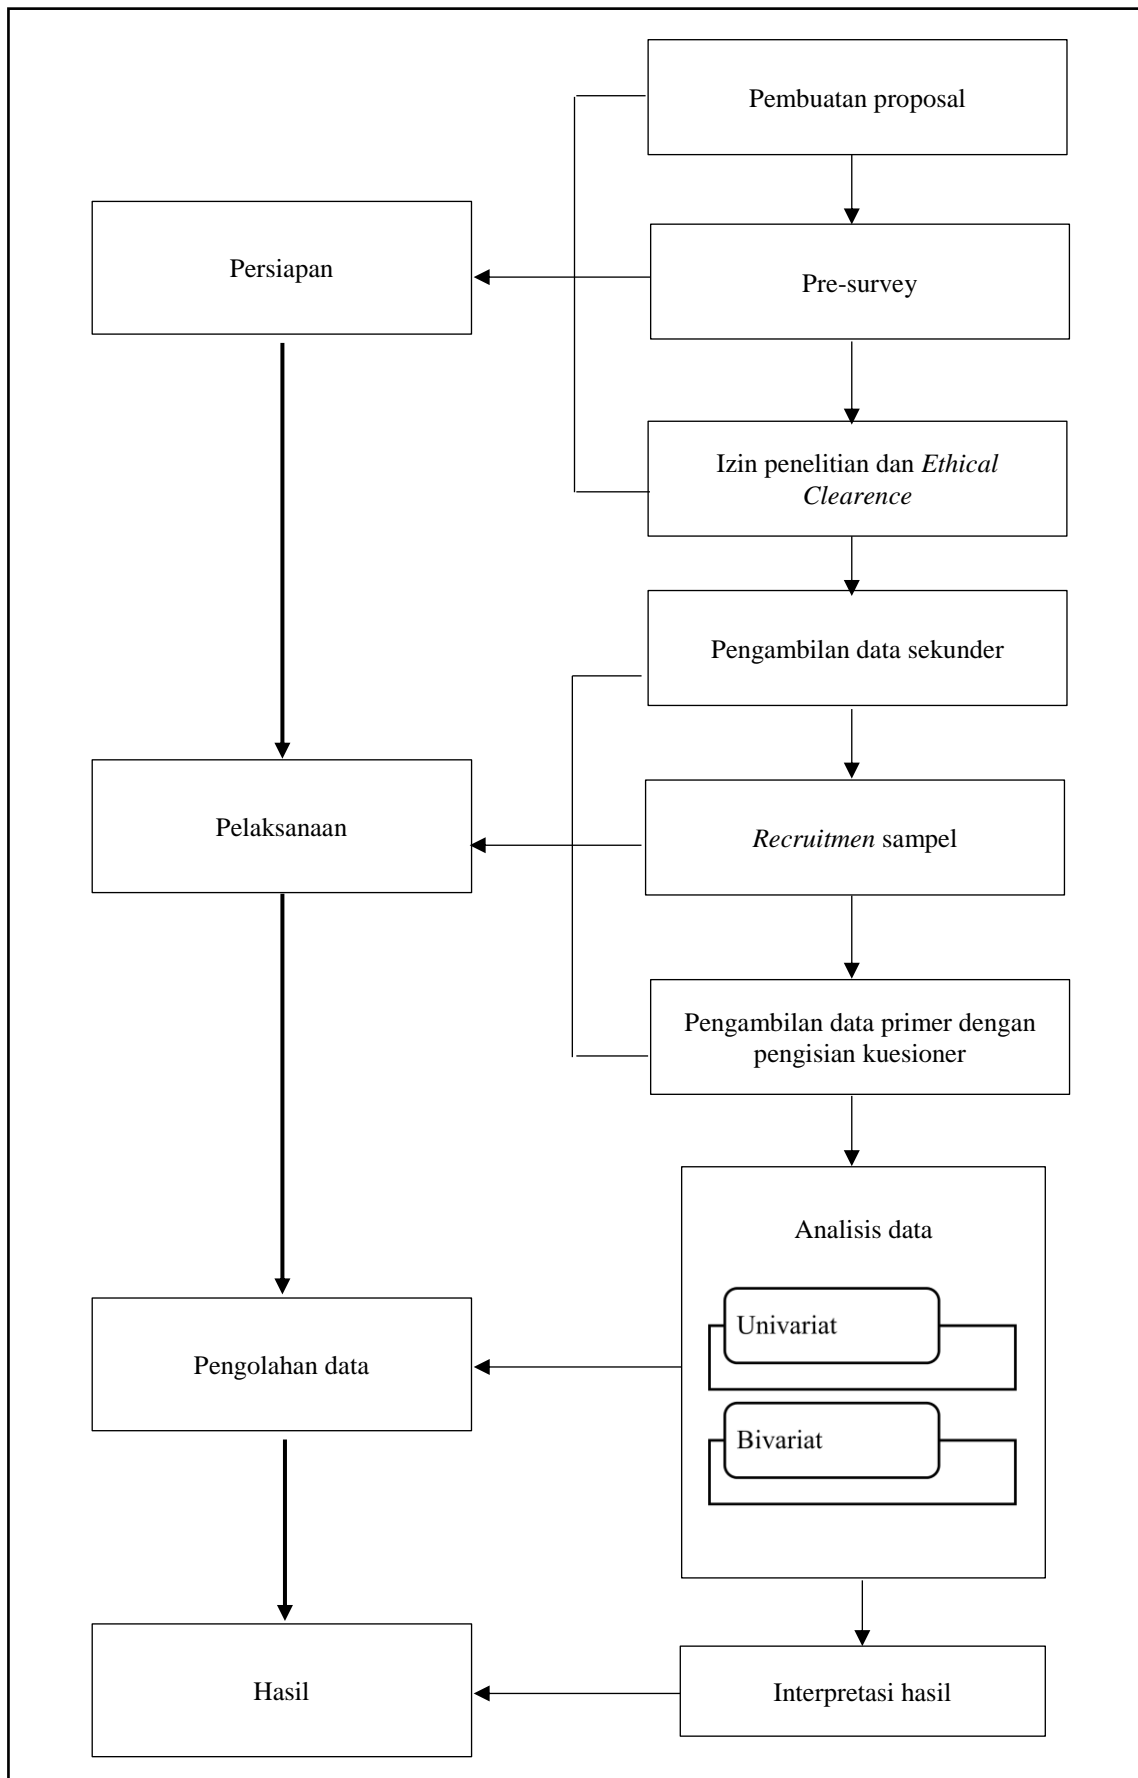 Pembuatan proposal
Persiapan
Pre-survey
Izin penelitian dan Ethical
Clearence
Pengambilan data sekunder
Pelaksanaan
Recruitmen sampel
Pengambilan data primer dengan
pengisian kuesioner
Analisis data
Univariat
Pengolahan data
Bivariat
Hasil
Interpretasi hasil